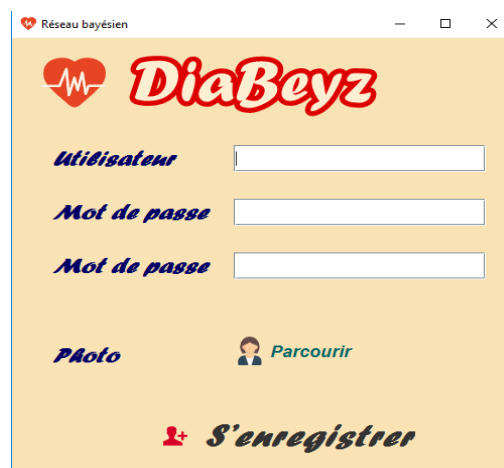 Réseau bayésien
DiaBeyz
Utilisateur
Mot de passe
Mot de passe
Photo
Parcourir
S'enregistrer